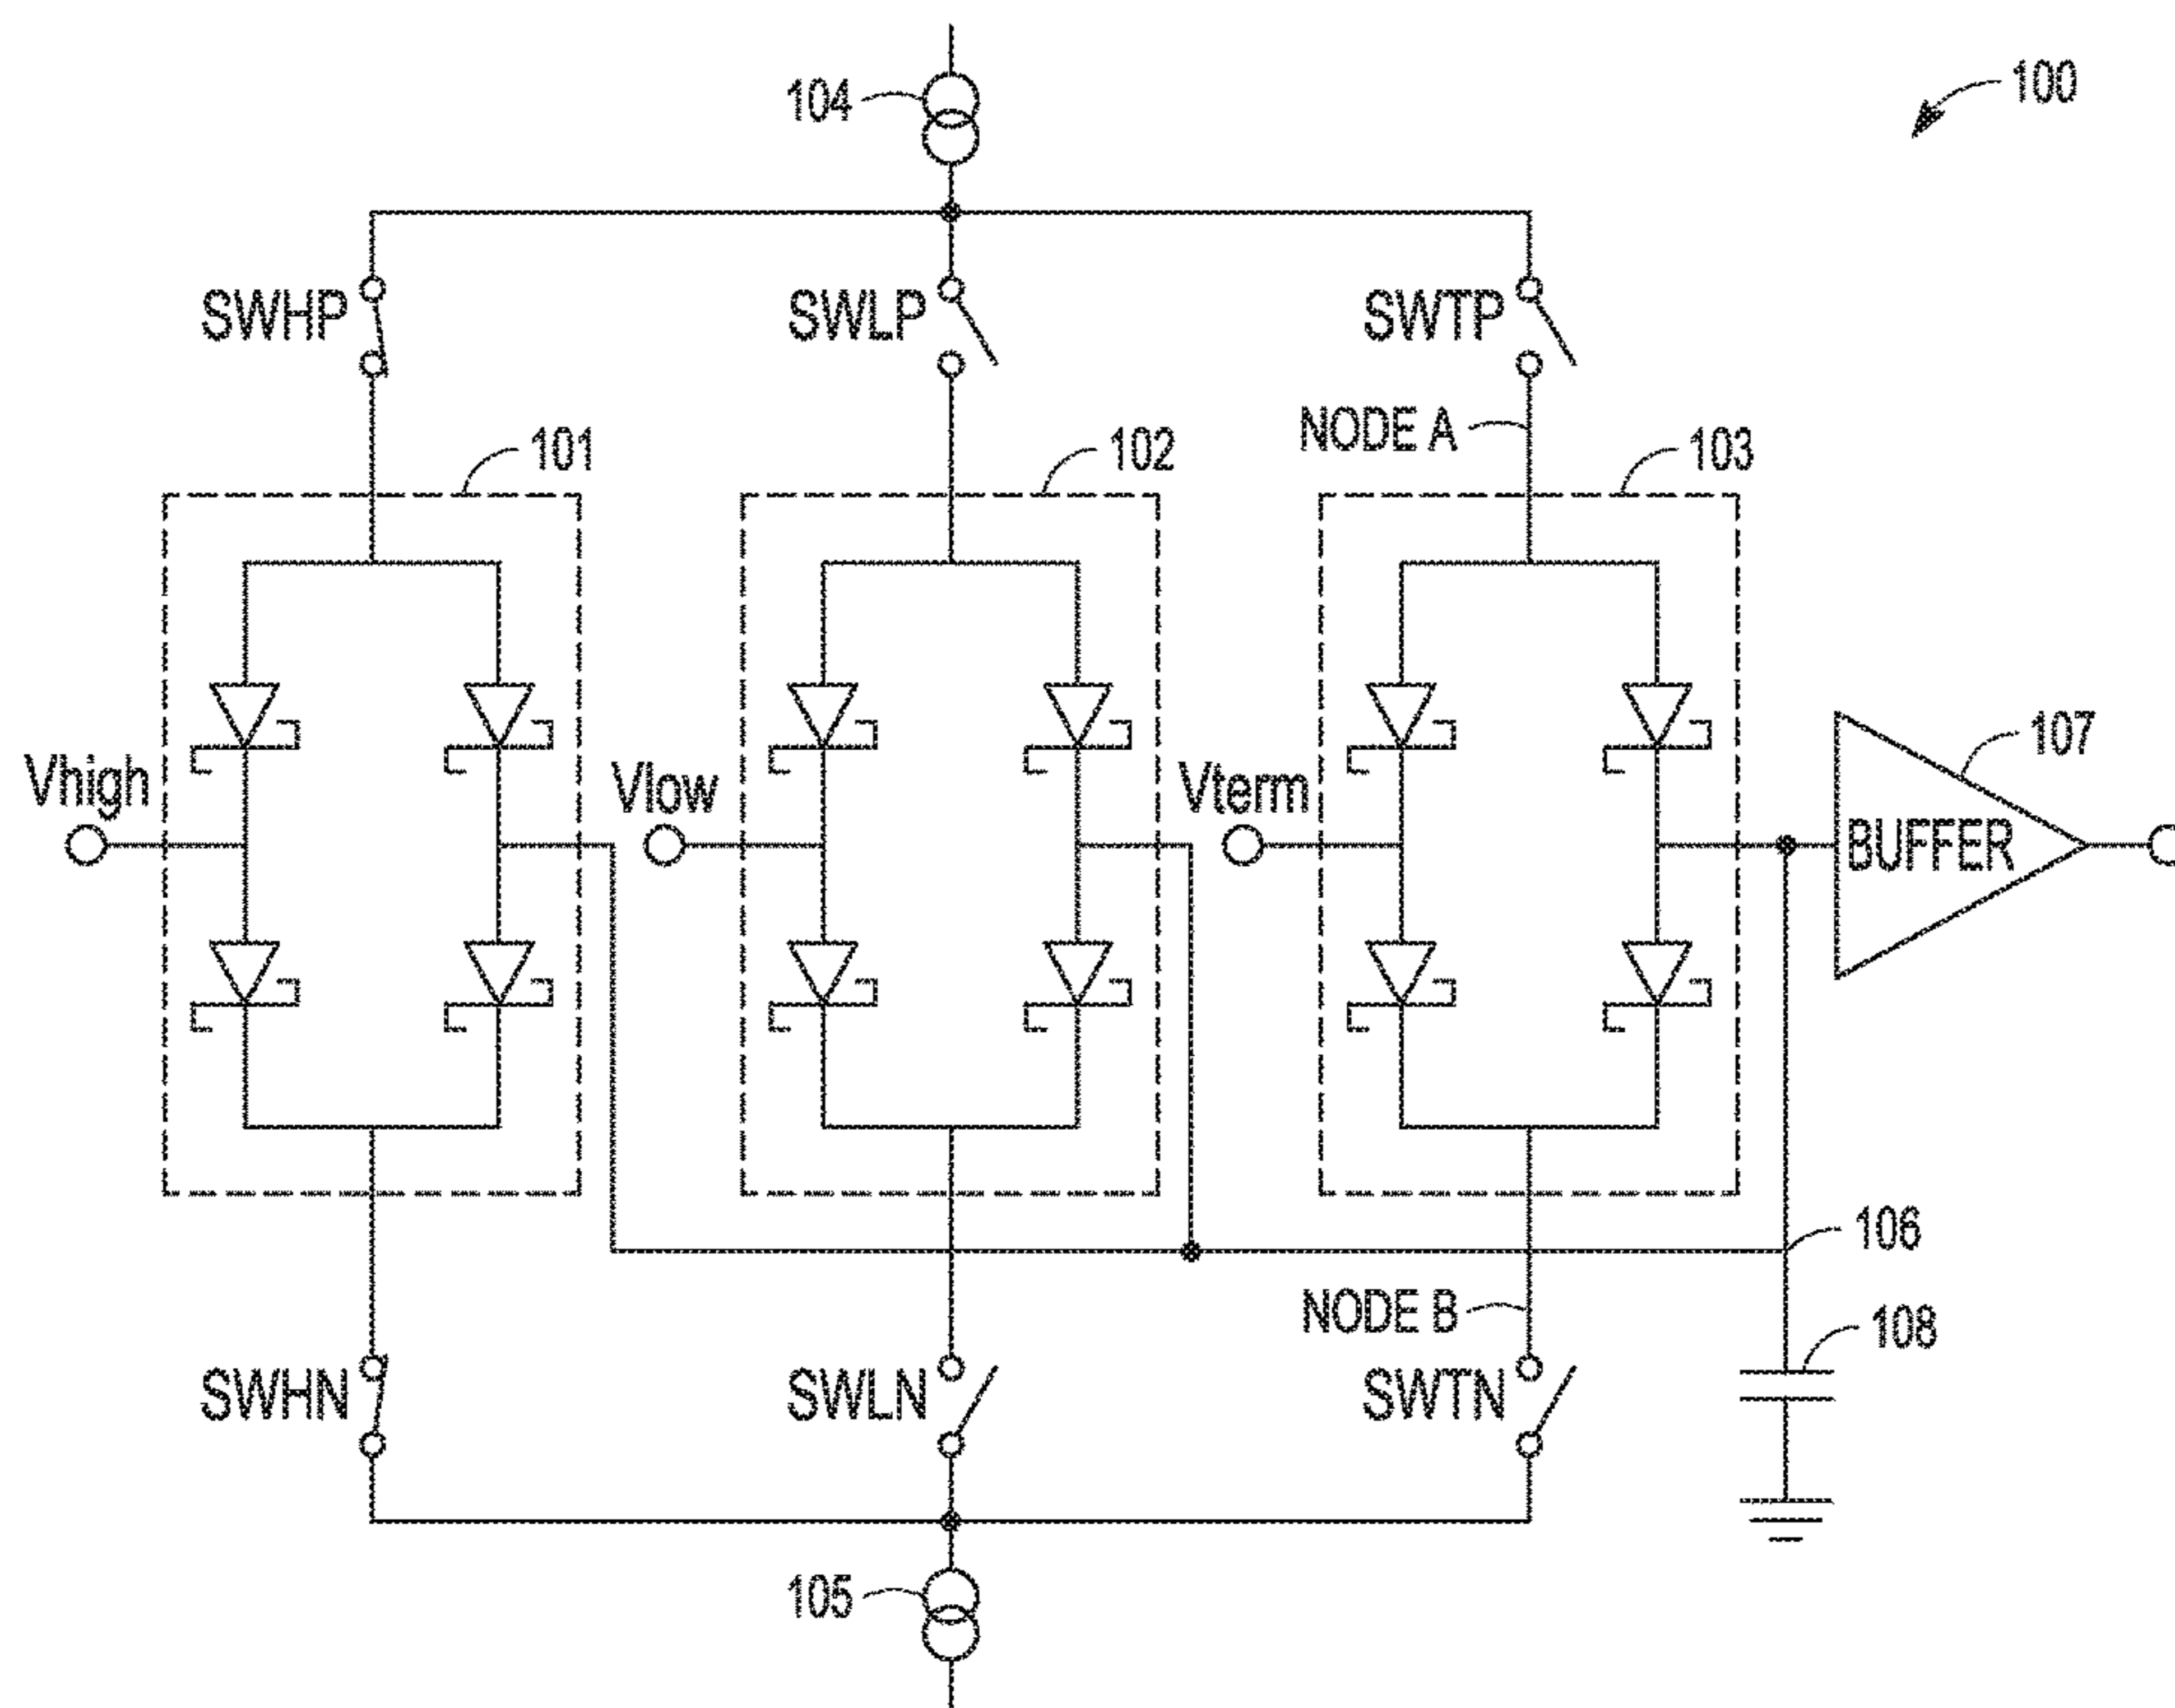 104
100
SWHP
SWLP
SWTP
NODE A
101
102
103
Vhigh
Vlow
Vterm
107
BUFFER
106
NODE B
108
SWHN
SWLN
SWTN
105